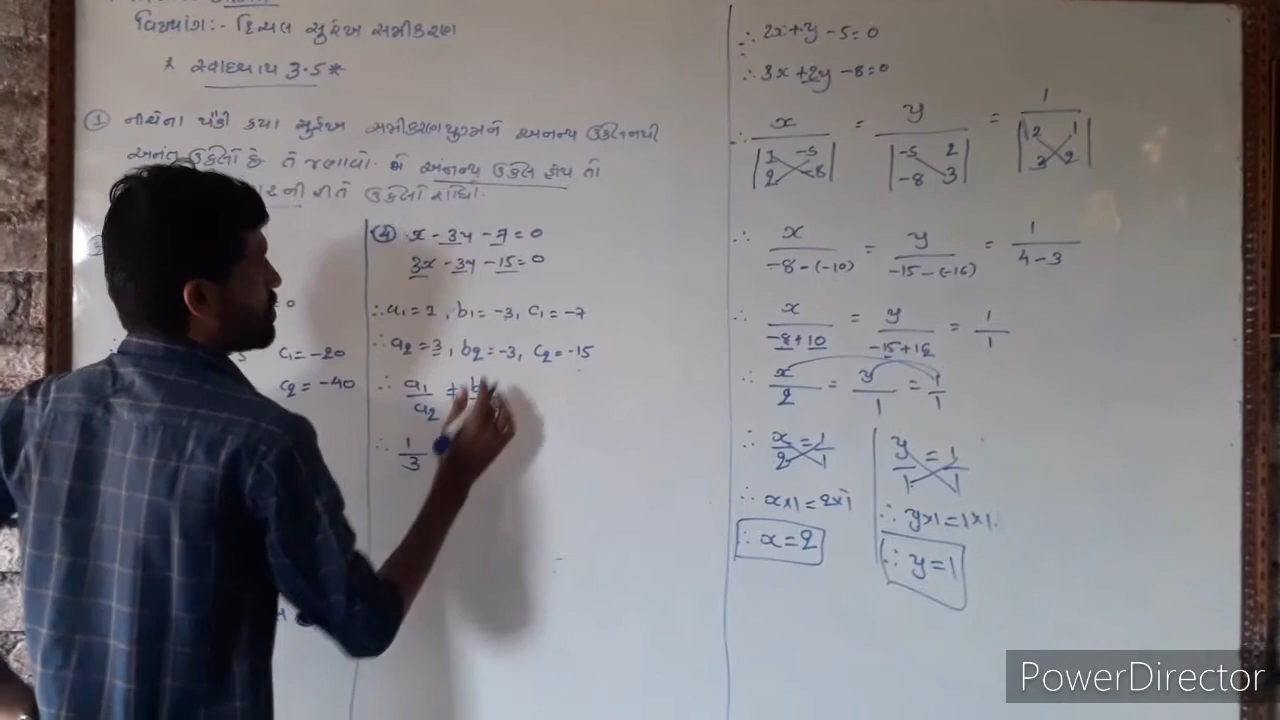 વિષયાંગ:- દ્વિચલ સુરેખ સમીકરણ
* સ્વાધ્યાય 3.5 *
① નીચેના પૈકી કયા સુરેખ સમીકરણયુગ્મને અનન્ય ઉકેલ નથી
અનંત ઉકેલો છે તે જણાવો. જો અનન્ય ઉકેલ હોય તો
ની રીતે ઉકેલો શોધો.
= 0
c₁ = -20
c₂ = -40
④ x - 3y - 7 = 0
3x - 3y - 15 = 0
∴ a₁ = 1, b₁ = -3, c₁ = -7
∴ a₂ = 3, b₂ = -3, c₂ = -15
∴ a₁/a₂ ≠ b
∴ 1/3
∴ 2x + y - 5 = 0
∴ 3x + 2y - 8 = 0
∴ x / |1 -5 2 -8| = y / |-5 2 -8 3| = 1 / |2 1 3 2|
∴ x / -8 - (-10) = y / -15 - (-16) = 1 / 4 - 3
∴ x / -8 + 10 = y / -15 + 16 = 1 / 1
∴ x/2 = y/1 = 1/1
∴ x/2 = 1/1
∴ x × 1 = 2 × 1
∴ x = 2
y/1 = 1/1
∴ y × 1 = 1 × 1
∴ y = 1
PowerDirector